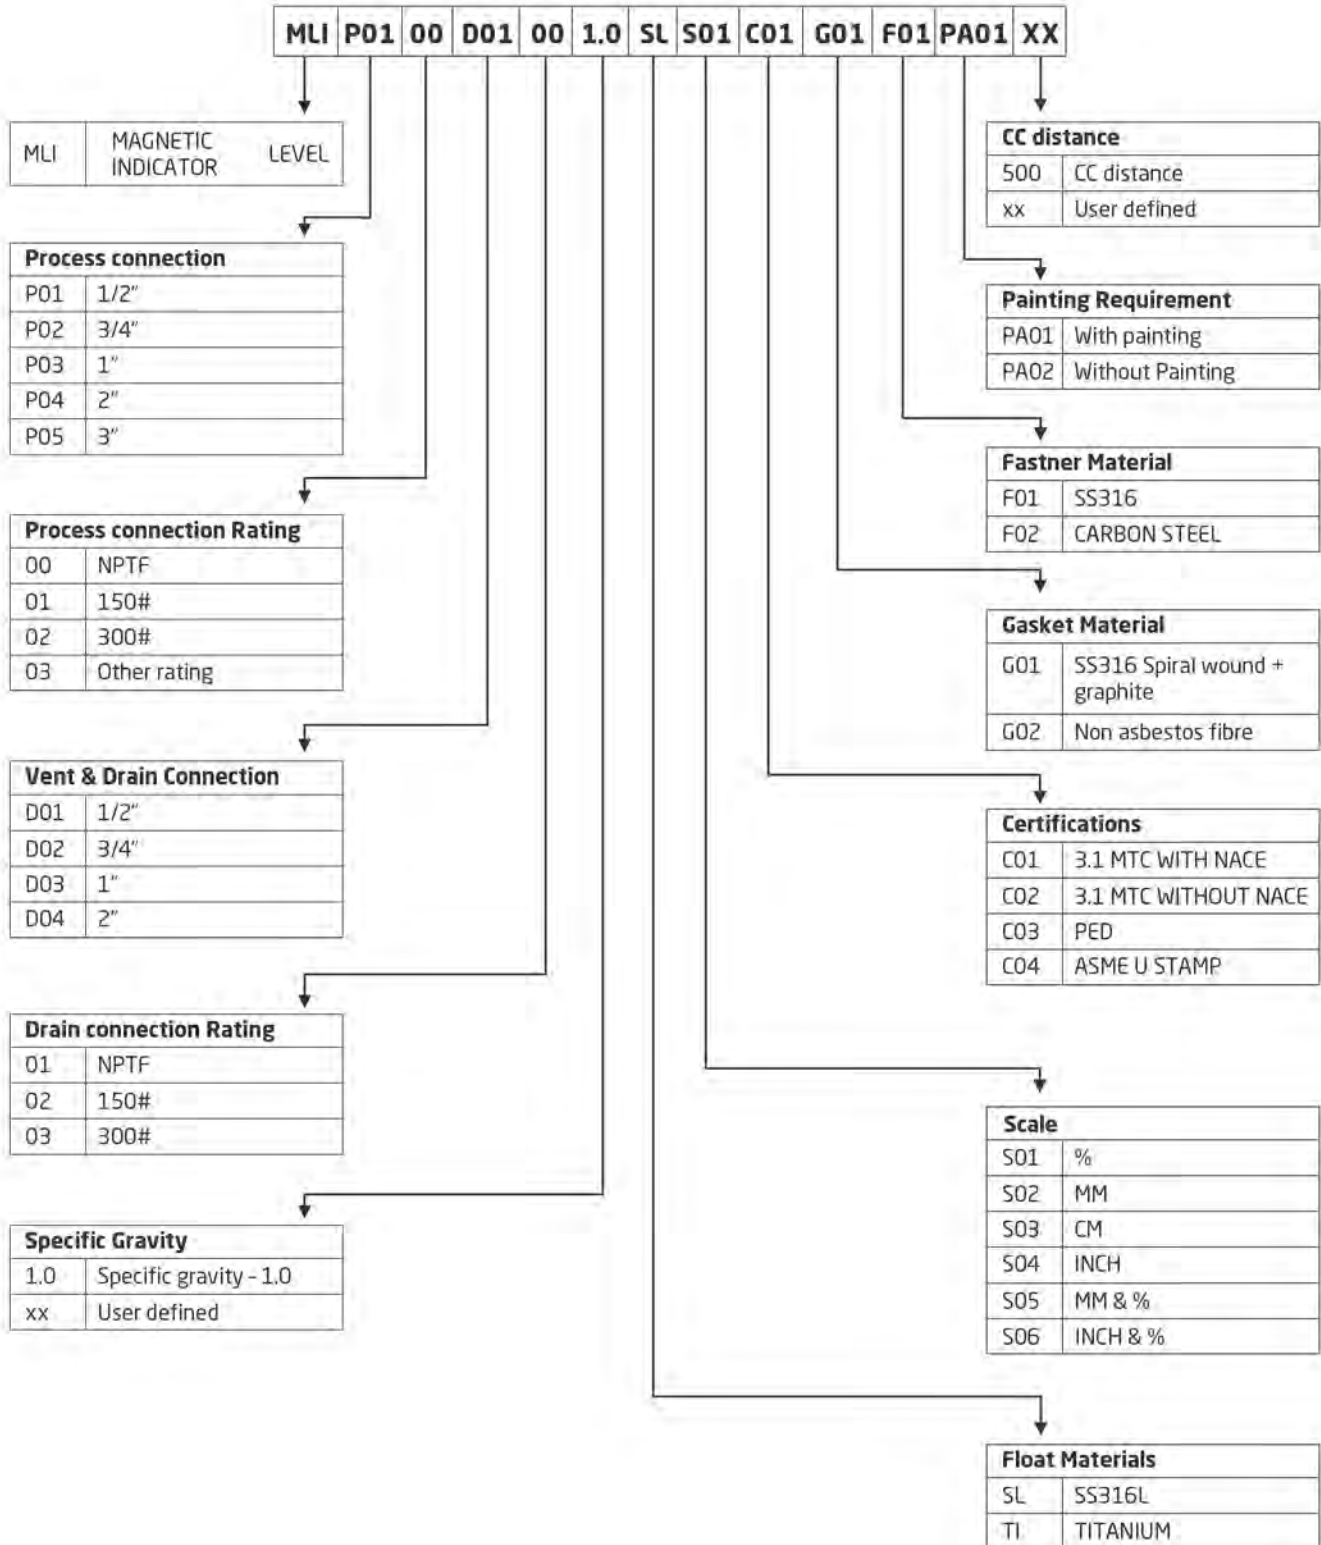 MLI P01 00 D01 00 1.0 SL S01 C01 G01 F01 PA01 XX
MLI MAGNETIC LEVEL
INDICATOR
Process connection
P01 1/2"
P02 3/4"
P03 1"
P04 2"
P05 3"
Process connection Rating
00 NPTF
01 150#
02 300#
03 Other rating
Vent & Drain Connection
D01 1/2"
D02 3/4"
D03 1"
D04 2"
Drain connection Rating
01 NPTF
02 150#
03 300#
Specific Gravity
1.0 Specific gravity - 1.0
xx User defined
CC distance
500 CC distance
xx User defined
Painting Requirement
PA01 With painting
PA02 Without Painting
Fastner Material
F01 SS316
F02 CARBON STEEL
Gasket Material
G01 SS316 Spiral wound +
graphite
G02 Non asbestos fibre
Certifications
C01 3.1 MTC WITH NACE
C02 3.1 MTC WITHOUT NACE
C03 PED
C04 ASME U STAMP
Scale
S01 %
S02 MM
S03 CM
S04 INCH
S05 MM & %
S06 INCH & %
Float Materials
SL SS316L
TI TITANIUM